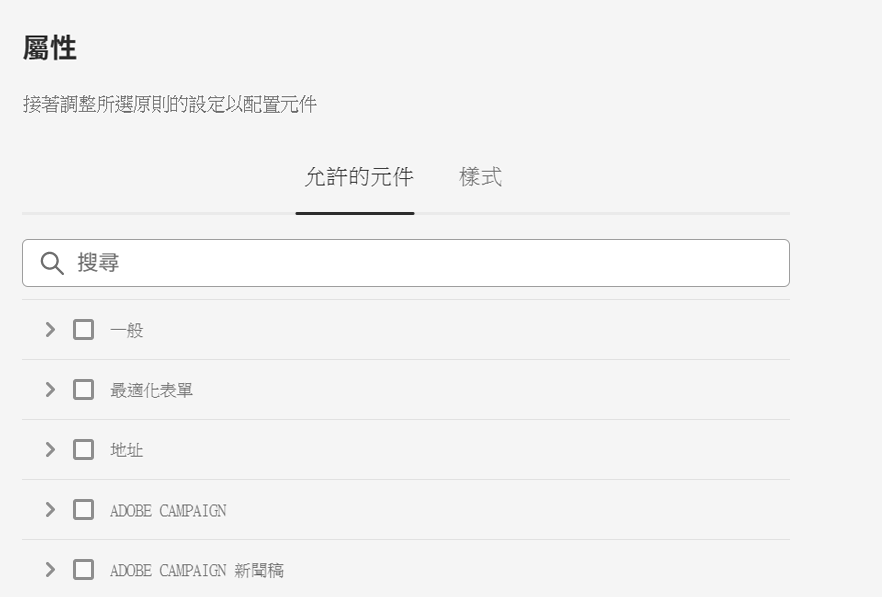 屬性
接著調整所選原則的設定以配置元件
允許的元件 樣式
搜尋
一般
最適化表單
地址
ADOBE CAMPAIGN
ADOBE CAMPAIGN 新聞稿